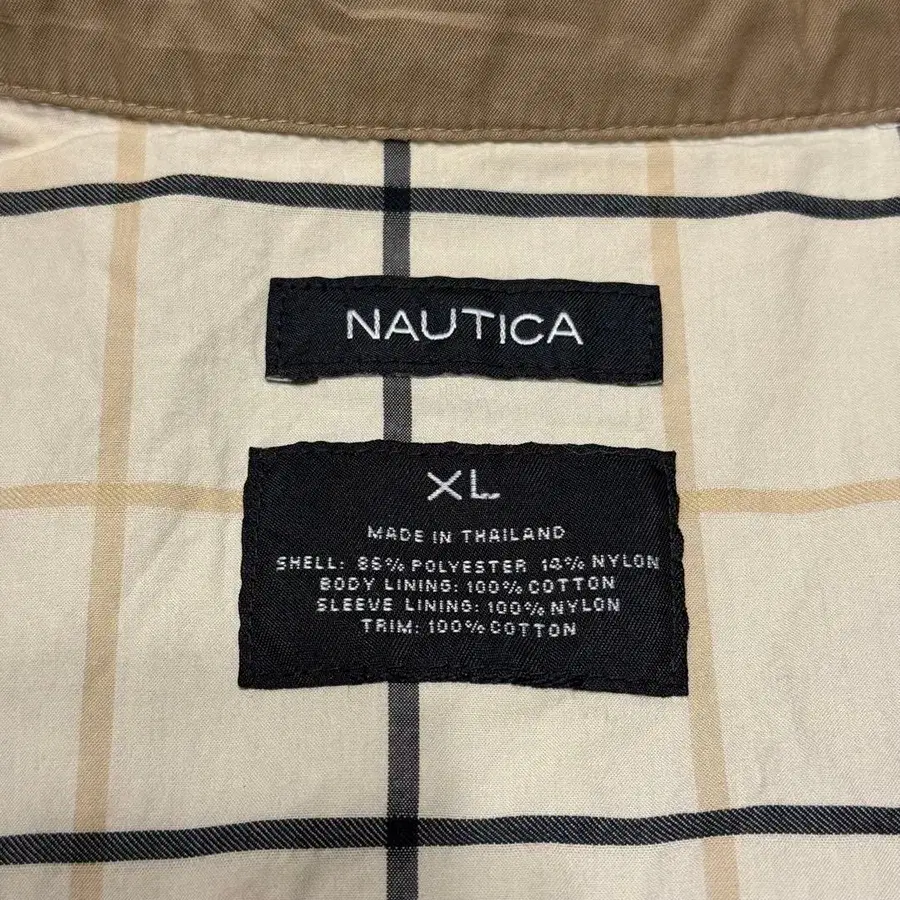 NAUTICA
XL
MADE IN THAILAND
SHELL: 86% POLYESTER 14% NYLON
BODY LINING: 100% COTTON
SLEEVE LINING: 100% NYLON
TRIM: 100% COTTON